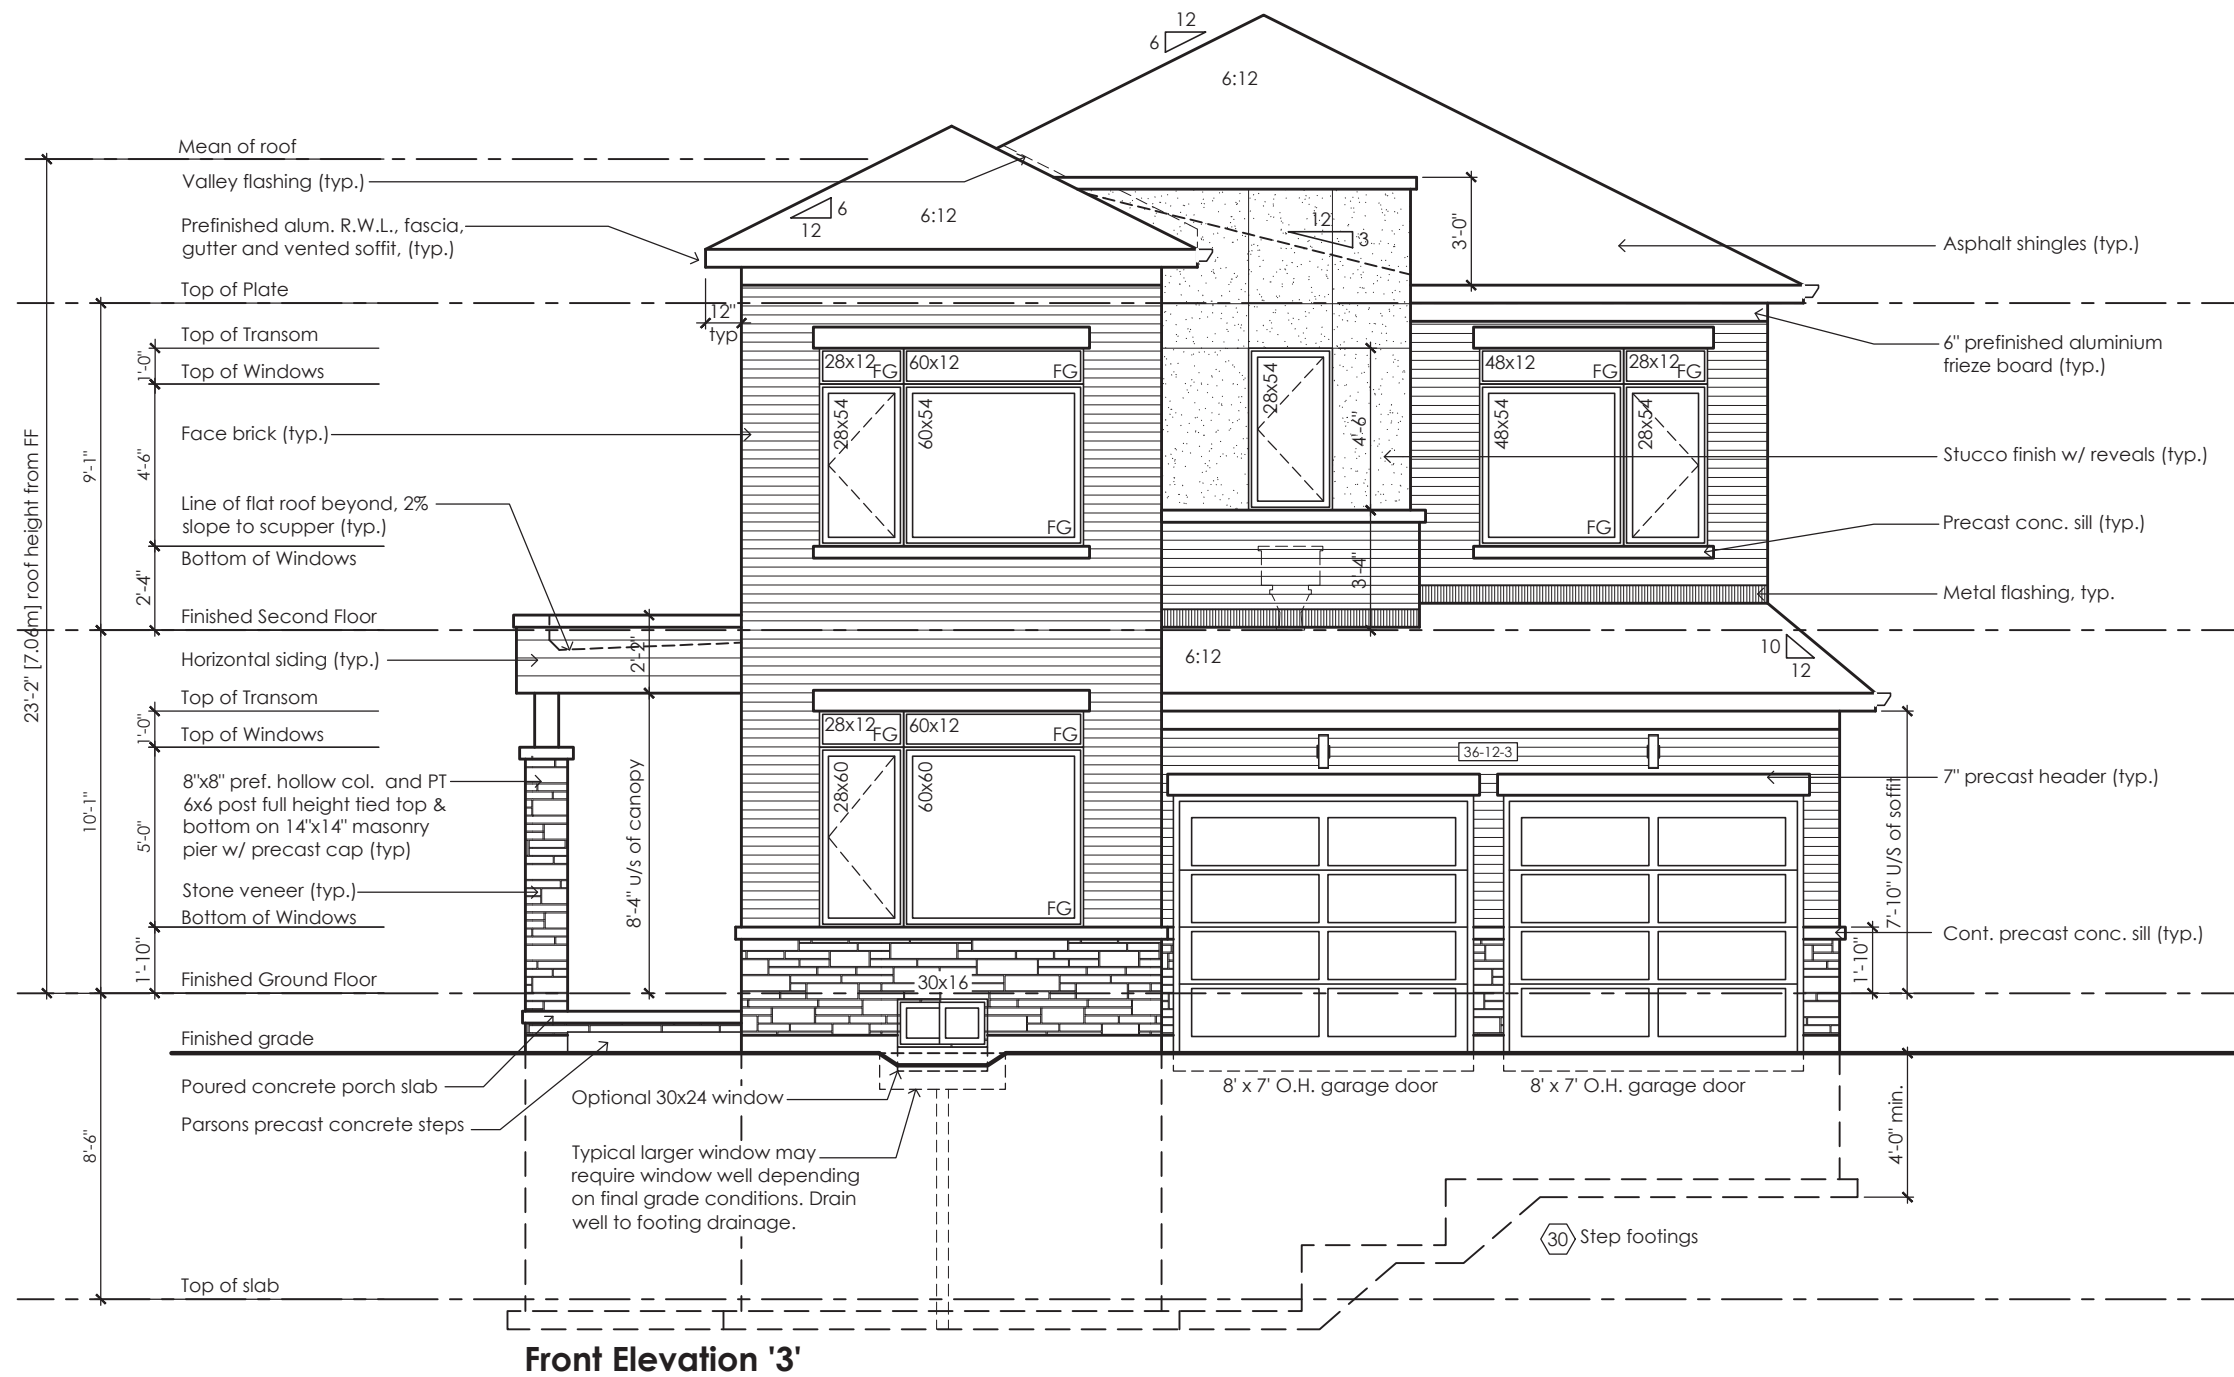 12
6
6:12
Mean of roof
Valley flashing (typ.)
6
12
6:12
Prefinished alum. R.W.L., fascia,
gutter and vented soffit, (typ.)
12
3
3'-0"
Asphalt shingles (typ.)
Top of Plate
12"
typ
Top of Transom
1'-0"
Top of Windows
28x12
FG
60x12
FG
48x12
FG
28x12
FG
6" prefinished aluminium
frieze board (typ.)
Face brick (typ.)
28x54
60x54
FG
28x54
4'-6"
48x54
FG
28x54
Stucco finish w/ reveals (typ.)
9'-1"
4'-6"
23'-2" [7.06m] roof height from FF
Line of flat roof beyond, 2%
slope to scupper (typ.)
Precast conc. sill (typ.)
Bottom of Windows
2'-4"
3'-4"
Metal flashing, typ.
Finished Second Floor
Horizontal siding (typ.)
2'-2"
6:12
10
12
Top of Transom
1'-0"
Top of Windows
28x12
FG
60x12
FG
36-12-3
8"x8" pref. hollow col. and PT
6x6 post full height tied top &
bottom on 14"x14" masonry
pier w/ precast cap (typ)
10'-1"
5'-0"
8'-4" u/s of canopy
28x60
60x60
FG
7" precast header (typ.)
7'-10" U/S of soffit
Stone veneer (typ.)
Bottom of Windows
1'-10"
1'-10"
Cont. precast conc. sill (typ.)
Finished Ground Floor
30x16
Finished grade
Poured concrete porch slab
Parsons precast concrete steps
Optional 30x24 window
8' x 7' O.H. garage door
8' x 7' O.H. garage door
8'-6"
4'-0" min.
Typical larger window may
require window well depending
on final grade conditions. Drain
well to footing drainage.
30
Step footings
Top of slab
Front Elevation '3'